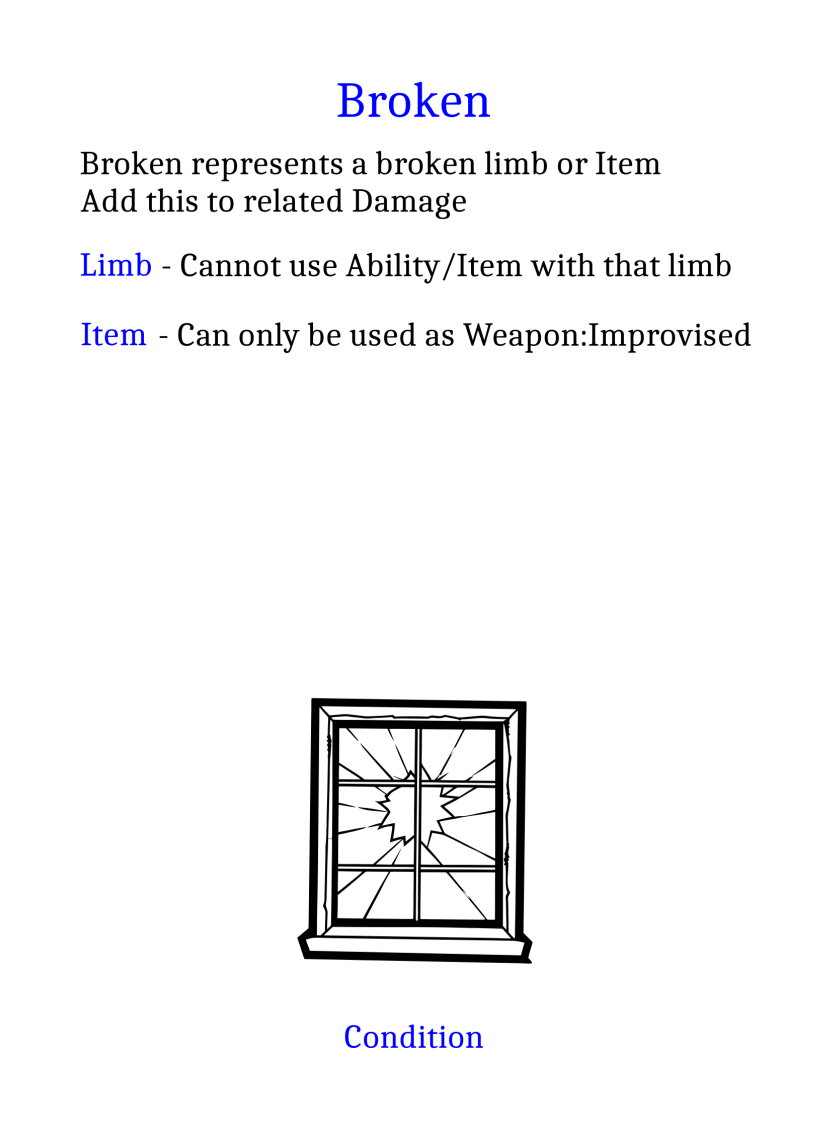 Broken
Broken represents a broken limb or Item
Add this to related Damage
Limb - Cannot use Ability/Item with that limb
Item - Can only be used as Weapon:Improvised
Condition